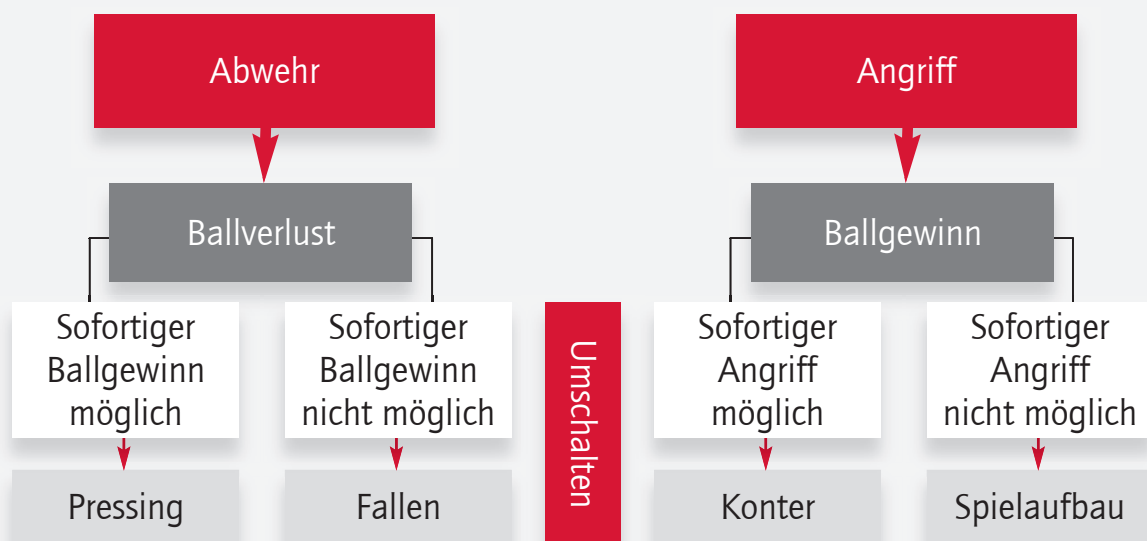 Abwehr
Angriff
Ballverlust
Ballgewinn
Sofortiger
Ballgewinn
möglich
Sofortiger
Ballgewinn
nicht möglich
Umschalten
Sofortiger
Angriff
möglich
Sofortiger
Angriff
nicht möglich
Pressing
Fallen
Konter
Spielaufbau